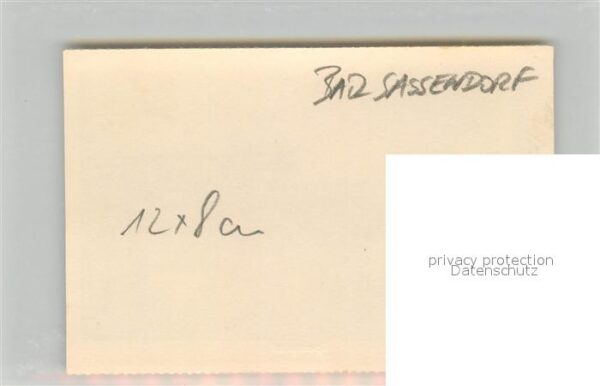 BAD SASSENDORF
12x8cm
privacy protection
Datenschutz